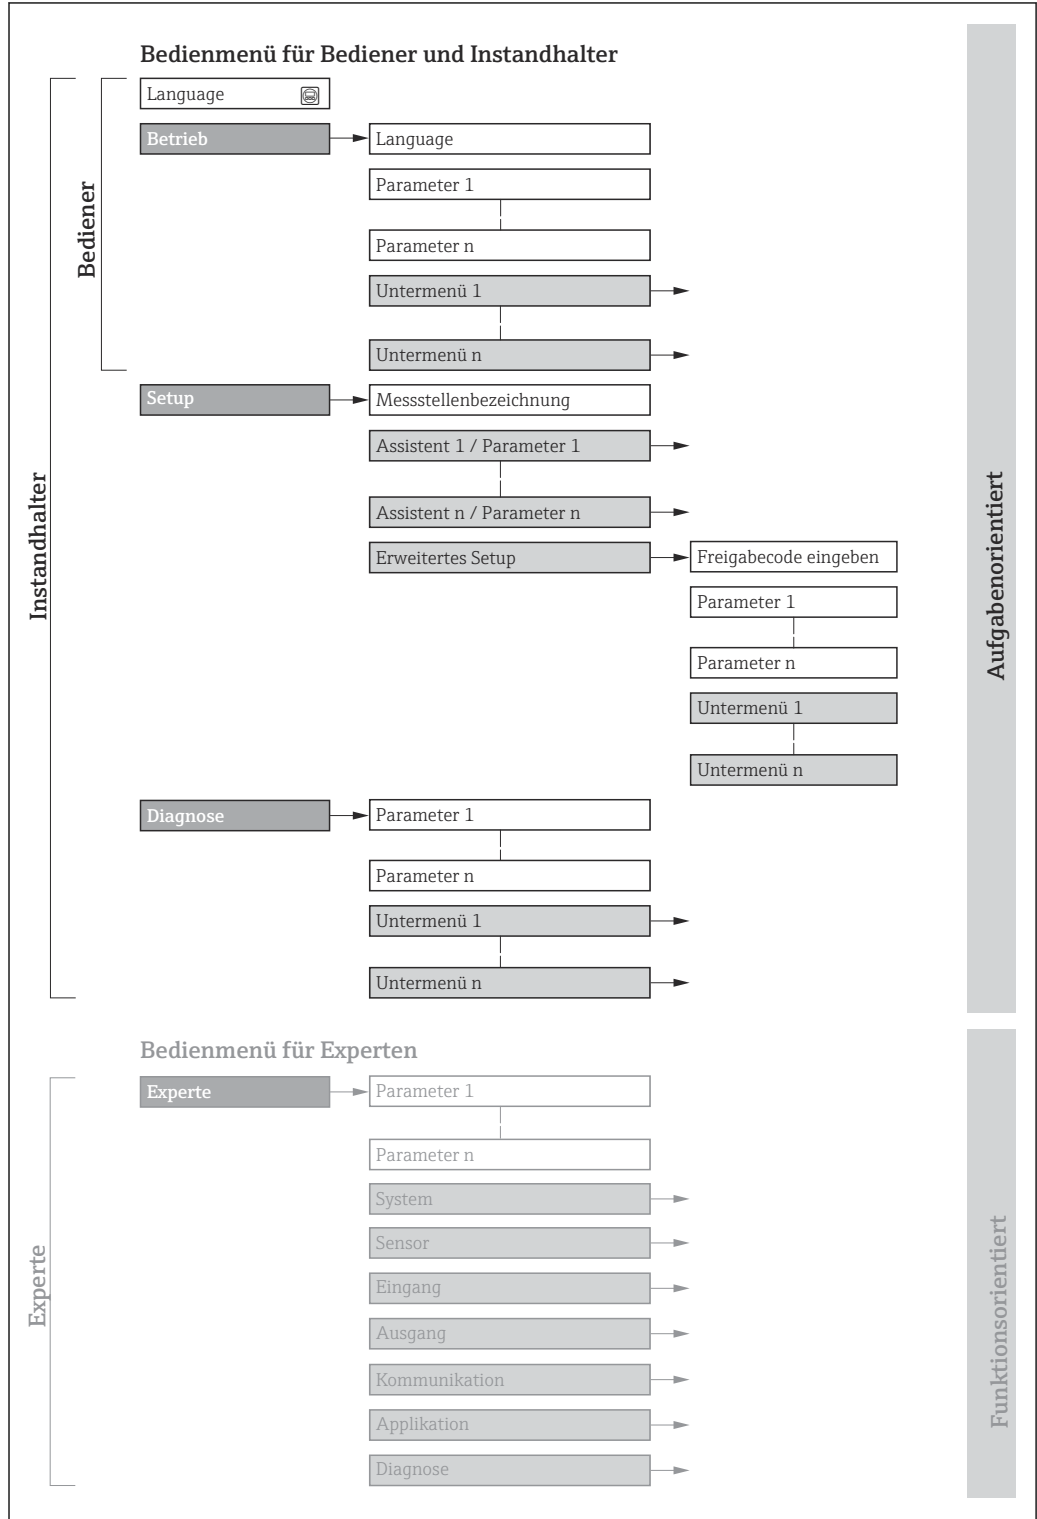 Bedienmenü für Bediener und Instandhalter
Language
Betrieb
Language
Parameter 1
Parameter n
Untermenü 1
Untermenü n
Bediener
Setup
Messstellenbezeichnung
Assistent 1 / Parameter 1
Assistent n / Parameter n
Erweitertes Setup
Freigabecode eingeben
Parameter 1
Parameter n
Untermenü 1
Untermenü n
Instandhalter
Aufgabenorientiert
Diagnose
Parameter 1
Parameter n
Untermenü 1
Untermenü n
Bedienmenü für Experten
Experte
Parameter 1
Parameter n
System
Sensor
Eingang
Ausgang
Kommunikation
Applikation
Diagnose
Experte
Funktionsorientiert